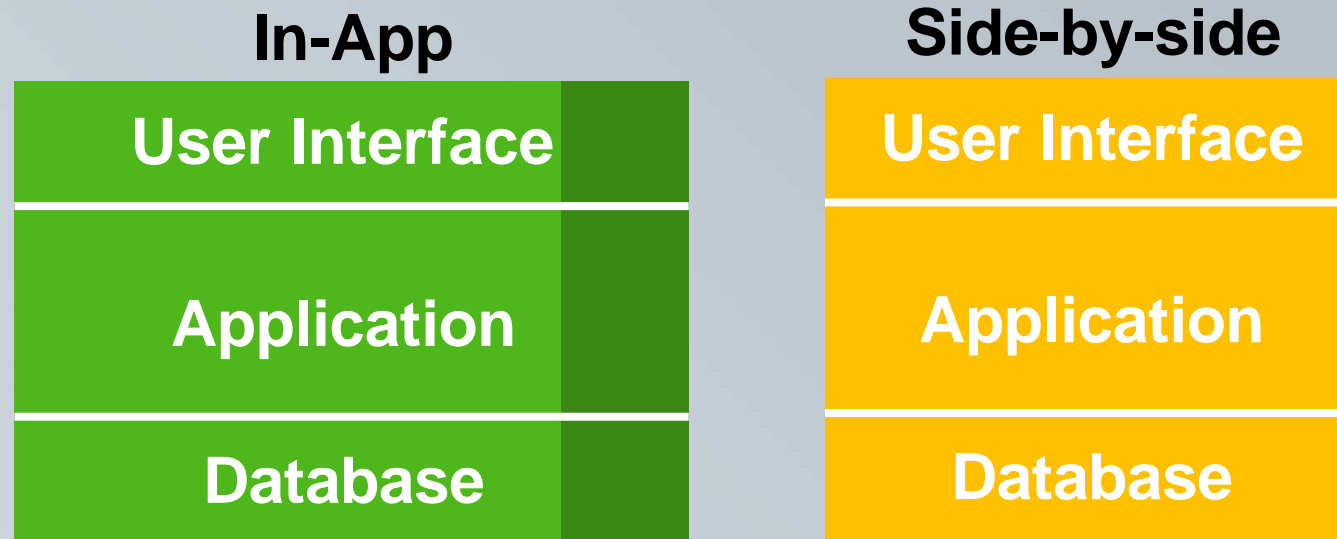 In-App
User Interface
Application
Database
Side-by-side
User Interface
Application
Database